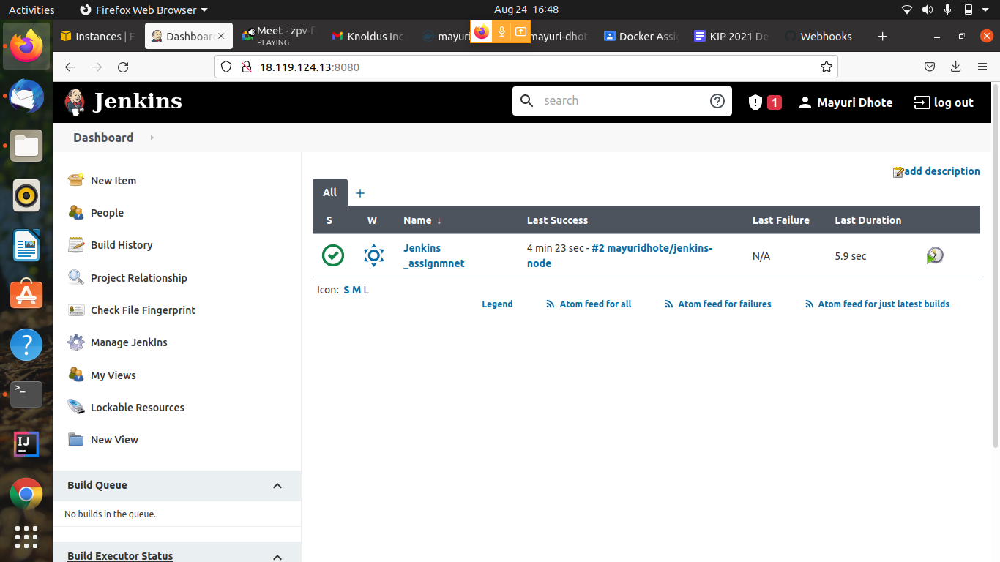 Activities
Firefox Web Browser
Aug 24 16:48
Instances | E
Dashboard
Meet - zpv-f
PLAYING
Knoldus Inc
mayuri
mayuri-dhot
Docker Assig
KIP 2021 De
Webhooks
18.119.124.13:8080
Jenkins
search
1
Mayuri Dhote
log out
Dashboard
New Item
People
Build History
Project Relationship
Check File Fingerprint
Manage Jenkins
My Views
Lockable Resources
New View
Build Queue
No builds in the queue.
Build Executor Status
add description
All +
S W Name ↓ Last Success Last Failure Last Duration
Jenkins
_assignmnet
4 min 23 sec - #2 mayuridhote/jenkins-
node
N/A
5.9 sec
Icon: S M L
Legend
Atom feed for all
Atom feed for failures
Atom feed for just latest builds